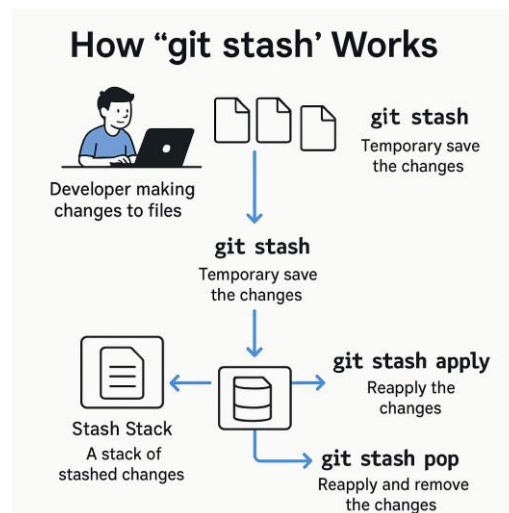 How “git stash’ Works
Developer making
changes to files
git stash
Temporary save
the changes
git stash
Temporary save
the changes
Stash Stack
A stack of
stashed changes
git stash apply
Reapply the
changes
git stash pop
Reapply and remove
the changes